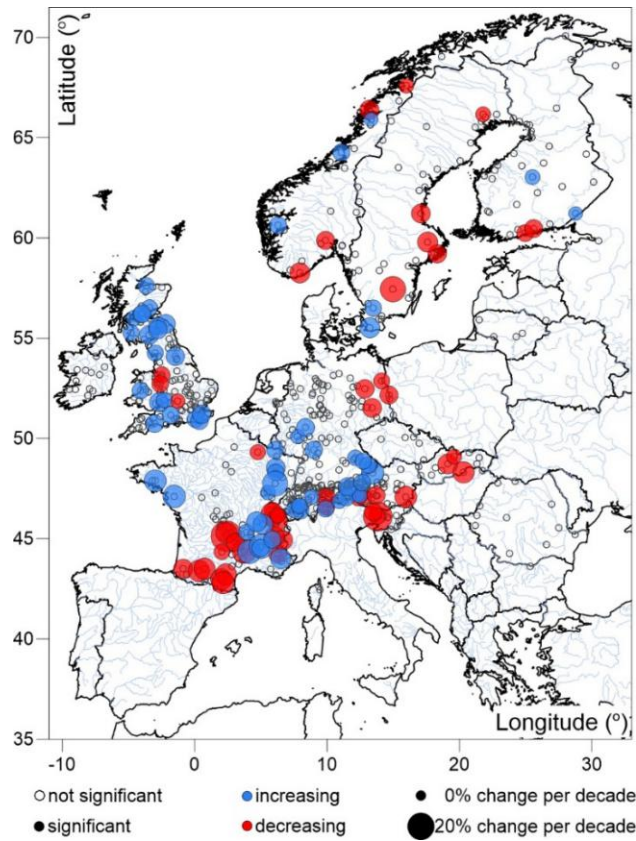 70
Latitude (°)
65
60
55
50
45
40
35
Longitude (°)
-10 0 10 20 30
not significant increasing 0% change per decade
significant decreasing 20% change per decade